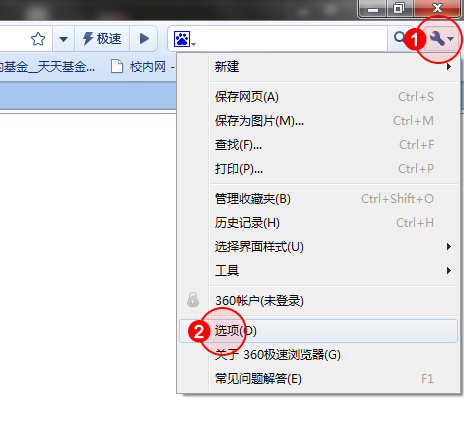 极速
1
的基金__天天基金...
校内网 -
新建
保存网页(A) Ctrl+S
保存为图片(M)... Ctrl+M
查找(F)... Ctrl+F
打印(P)... Ctrl+P
管理收藏夹(B) Ctrl+Shift+O
历史记录(H) Ctrl+H
选择界面样式(U)
工具
360帐户(未登录)
2 选项(O)
关于 360极速浏览器(G)
常见问题解答(E) F1